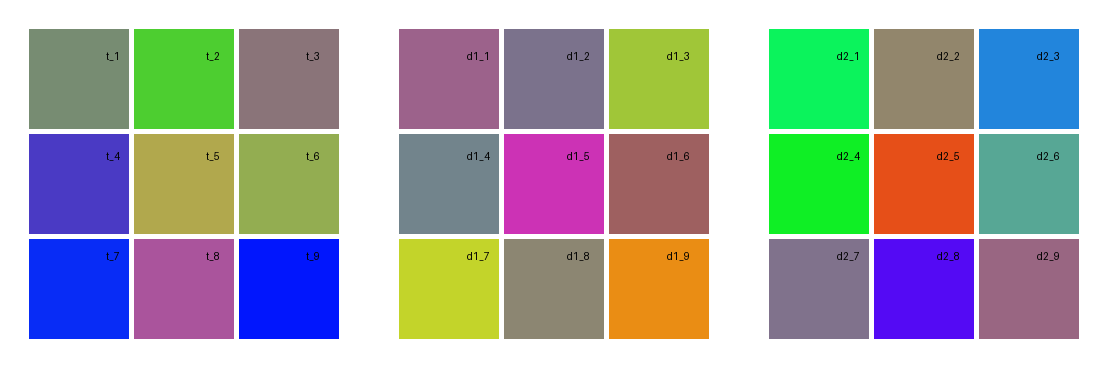 t_1 t_2 t_3 d1_1 d1_2 d1_3 d2_1 d2_2 d2_3
t_4 t_5 t_6 d1_4 d1_5 d1_6 d2_4 d2_5 d2_6
t_7 t_8 t_9 d1_7 d1_8 d1_9 d2_7 d2_8 d2_9